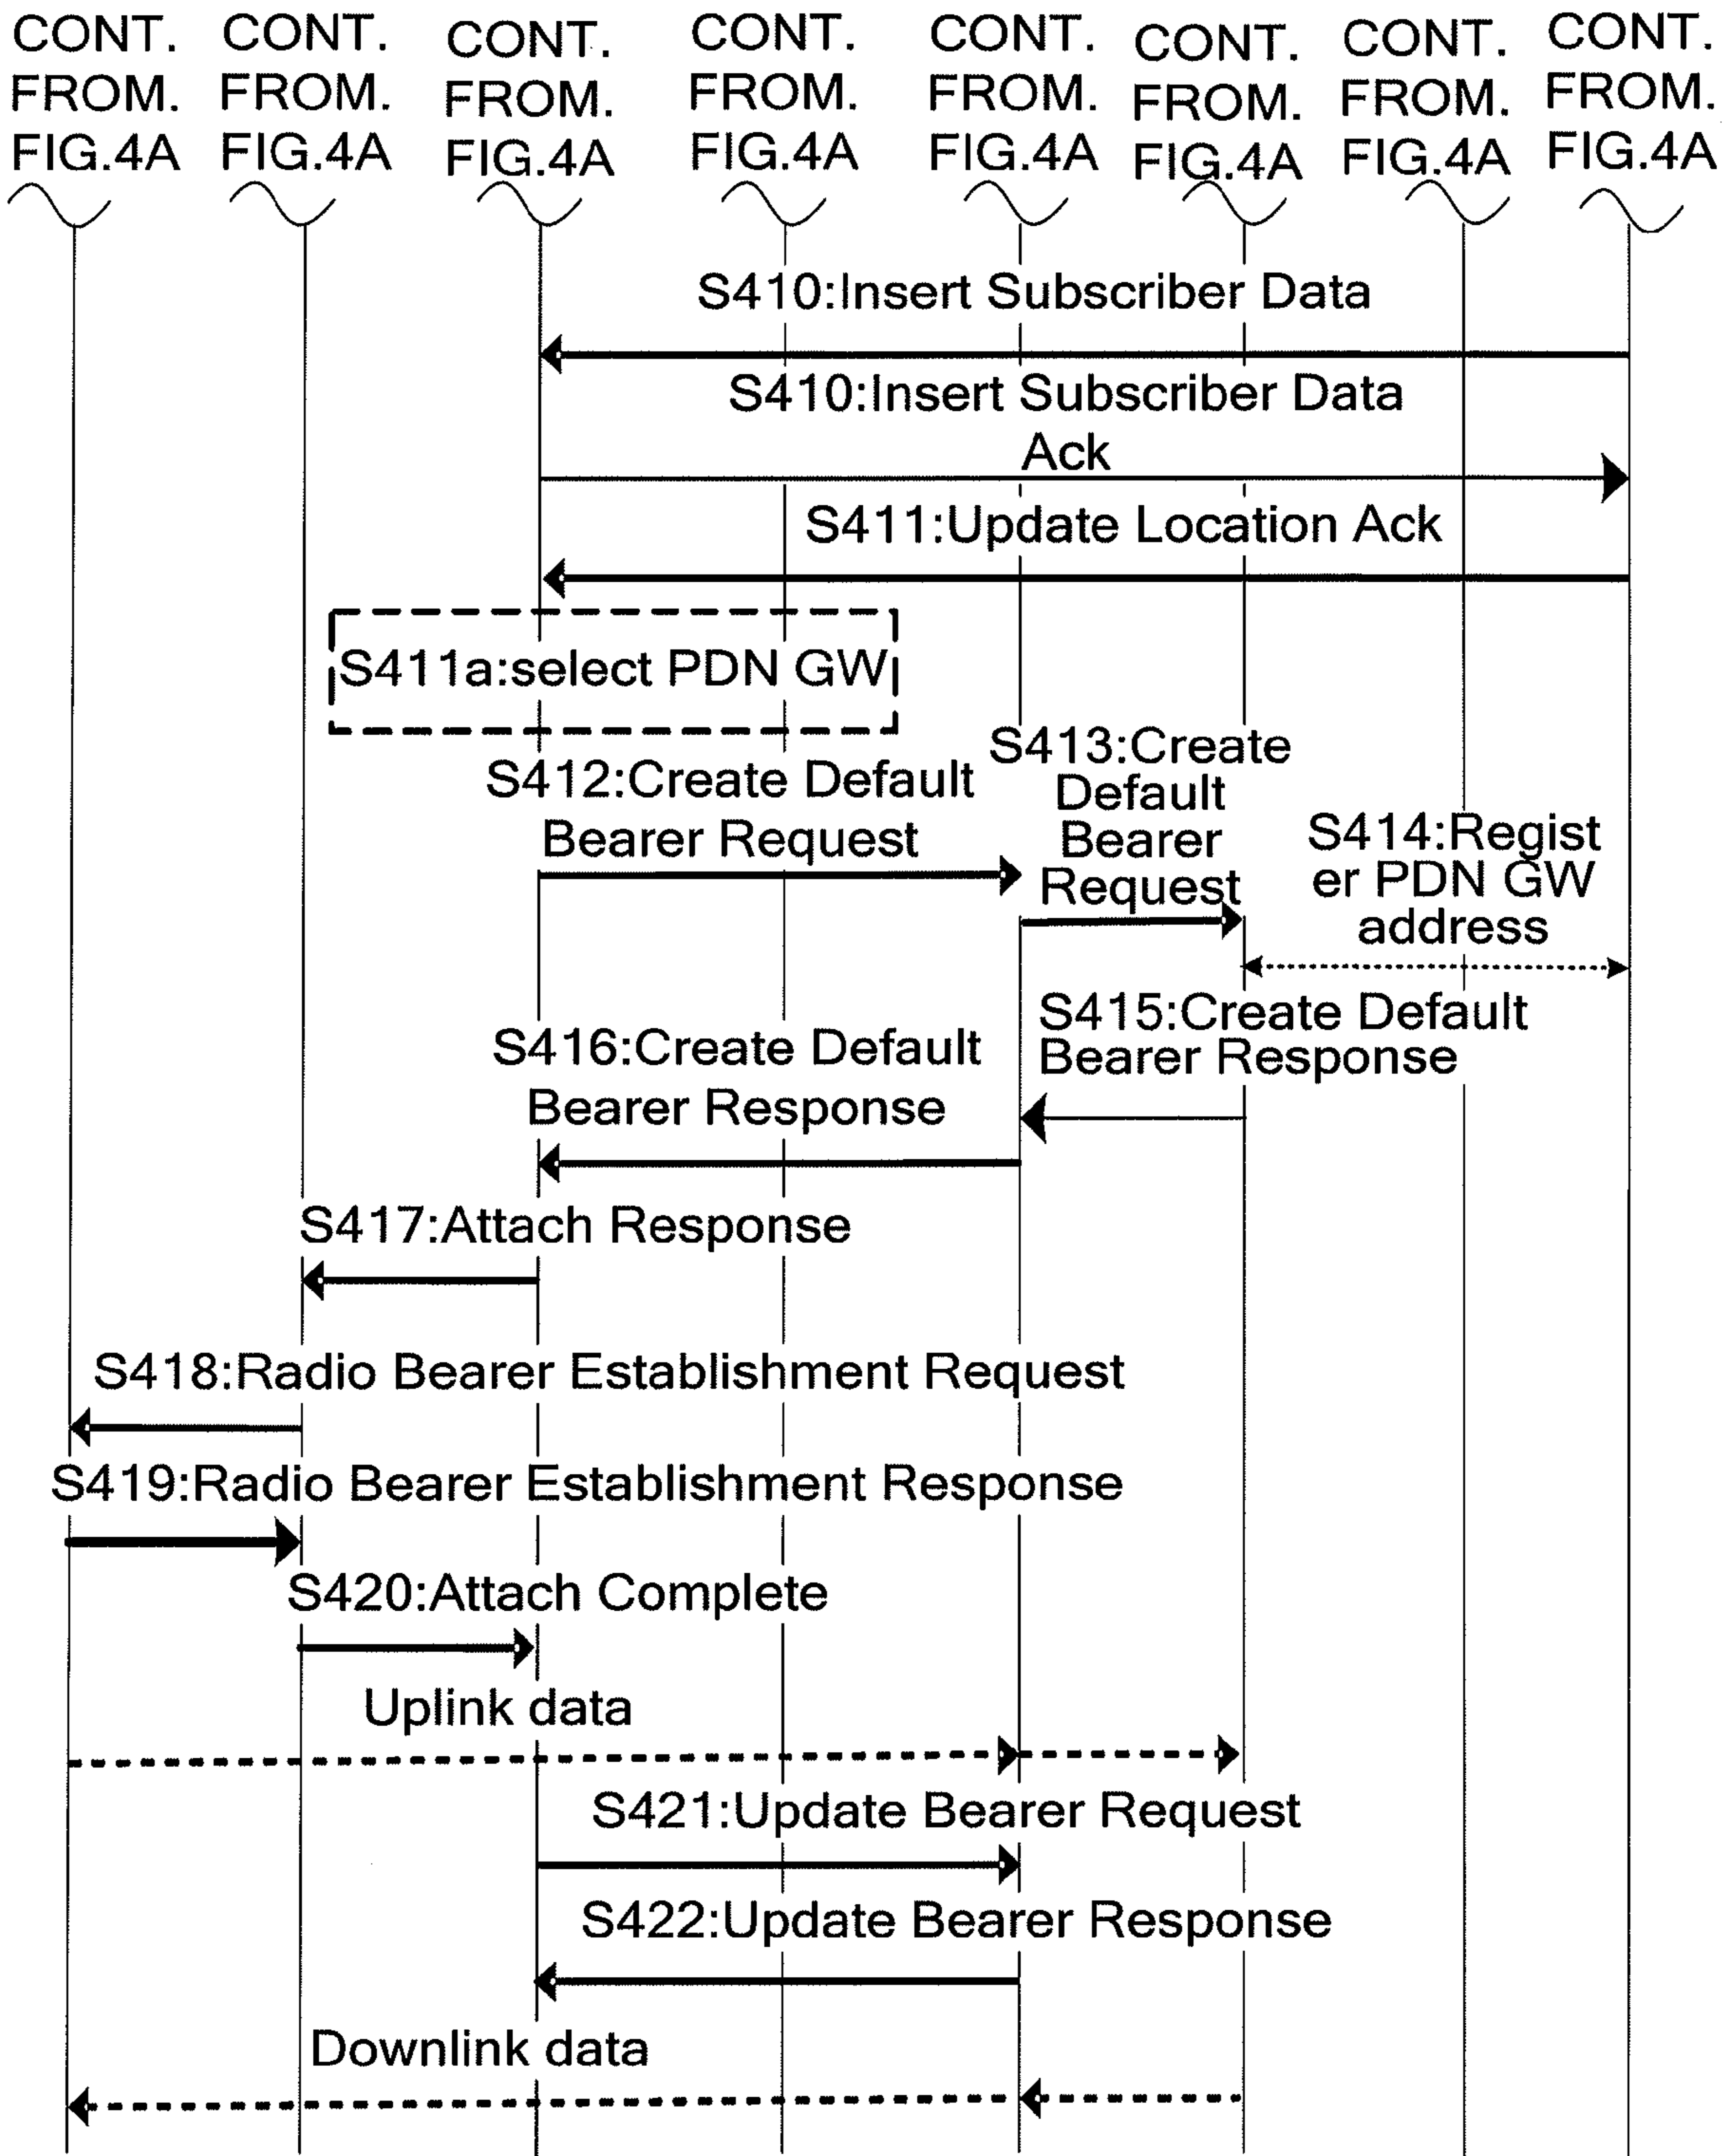 CONT. CONT. CONT. CONT. CONT. CONT. CONT. CONT.
FROM. FROM. FROM. FROM. FROM. FROM. FROM. FROM.
FIG.4A FIG.4A FIG.4A FIG.4A FIG.4A FIG.4A FIG.4A FIG.4A
S410:Insert Subscriber Data
S410:Insert Subscriber Data
Ack
S411:Update Location Ack
S411a:select PDN GW
S412:Create Default
Bearer Request
S413:Create
Default
Bearer
Request
S414:Regist
er PDN GW
address
S415:Create Default
Bearer Response
S416:Create Default
Bearer Response
S417:Attach Response
S418:Radio Bearer Establishment Request
S419:Radio Bearer Establishment Response
S420:Attach Complete
Uplink data
S421:Update Bearer Request
S422:Update Bearer Response
Downlink data